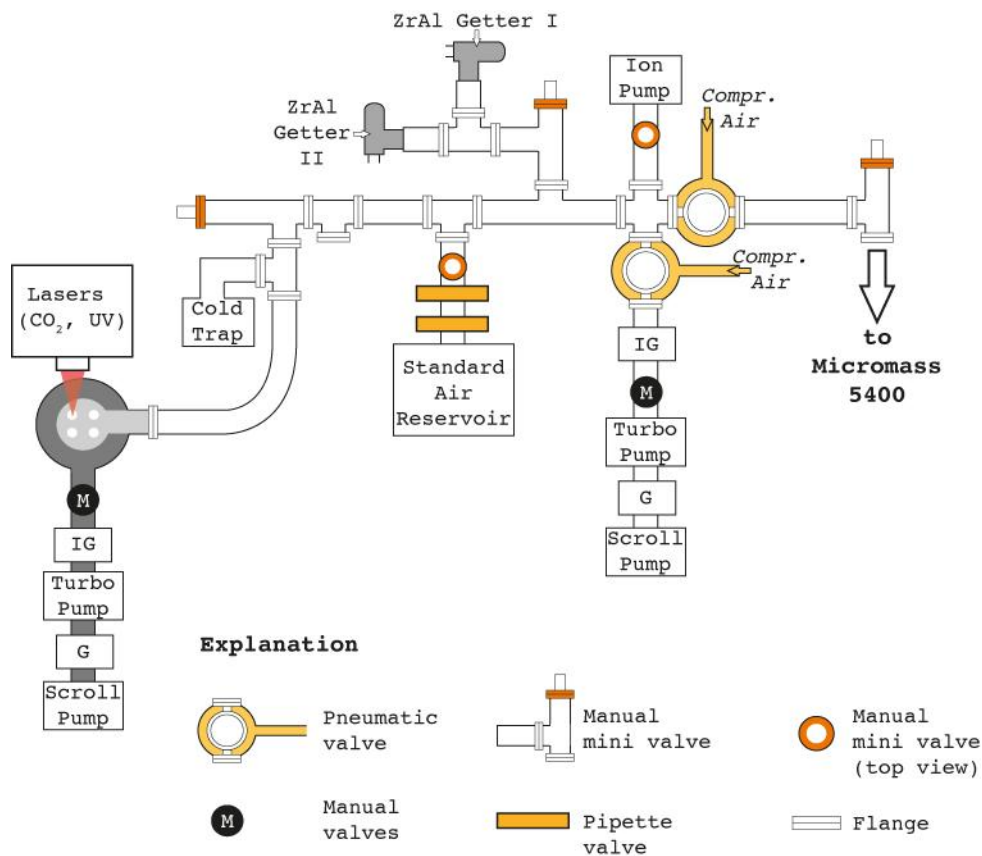 ZrAl Getter I
ZrAl
Getter
II
Ion
Pump
Compr.
Air
Compr.
Air
Lasers
(CO₂, UV)
Cold
Trap
Standard
Air
Reservoir
IG
M
Turbo
Pump
G
Scroll
Pump
to
Micromass
5400
M
IG
Turbo
Pump
G
Scroll
Pump
Explanation
Pneumatic
valve
Manual
mini valve
Manual
mini valve
(top view)
M
Manual
valves
Pipette
valve
Flange